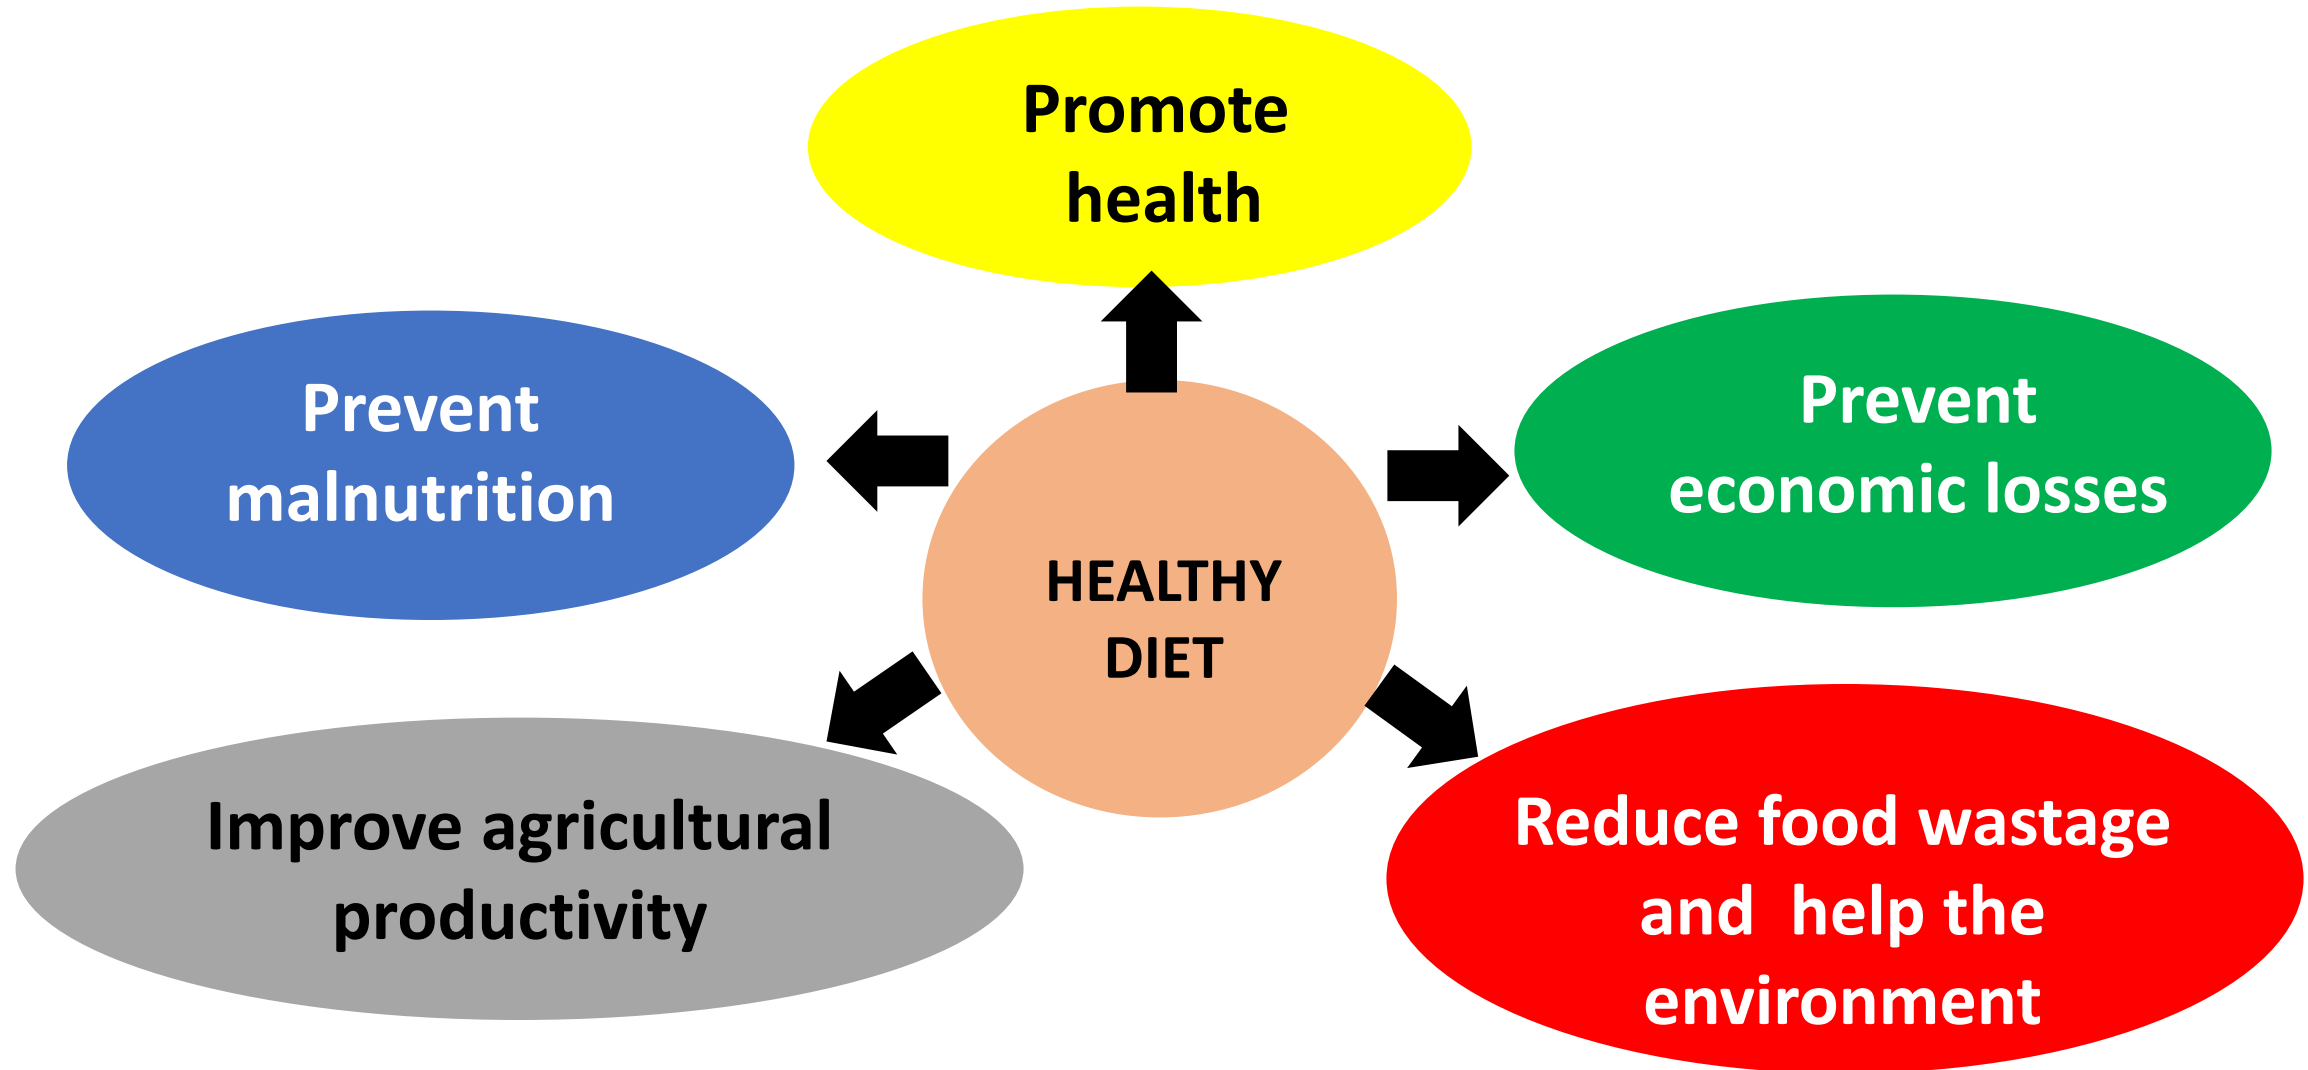 Promote
health
Prevent
malnutrition
Prevent
economic losses
HEALTHY
DIET
Improve agricultural
productivity
Reduce food wastage
and  help the
environment